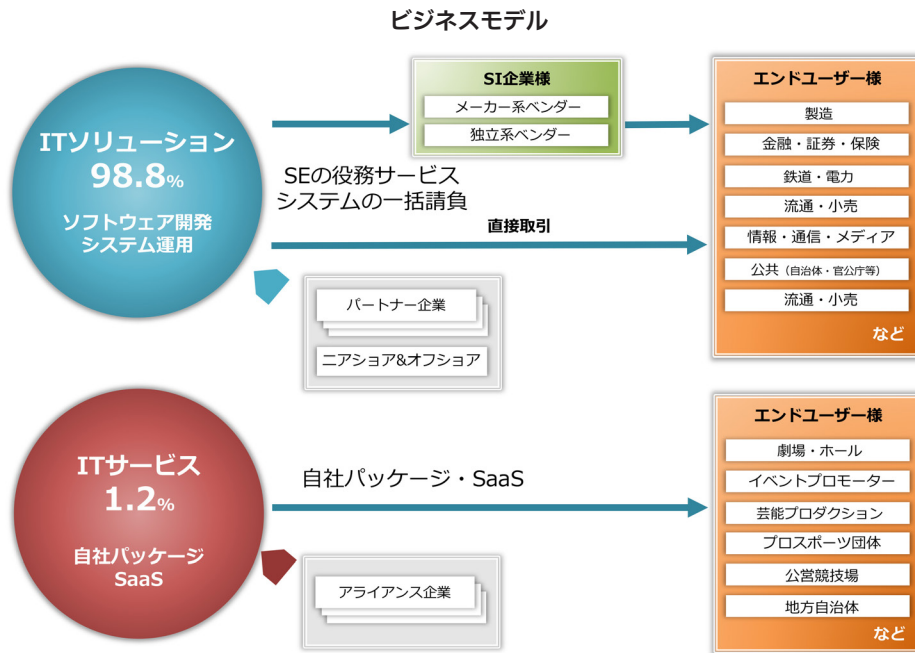 ビジネスモデル
ITソリューション
98.8%
ソフトウェア開発
システム運用
SI企業様
メーカー系ベンダー
独立系ベンダー
SEの役務サービス
システムの一括請負
直接取引
パートナー企業
ニアショア&オフショア
エンドユーザー様
製造
金融・証券・保険
鉄道・電力
流通・小売
情報・通信・メディア
公共（自治体・官公庁等）
流通・小売
など
ITサービス
1.2%
自社パッケージ
SaaS
自社パッケージ・SaaS
アライアンス企業
エンドユーザー様
劇場・ホール
イベントプロモーター
芸能プロダクション
プロスポーツ団体
公営競技場
地方自治体
など